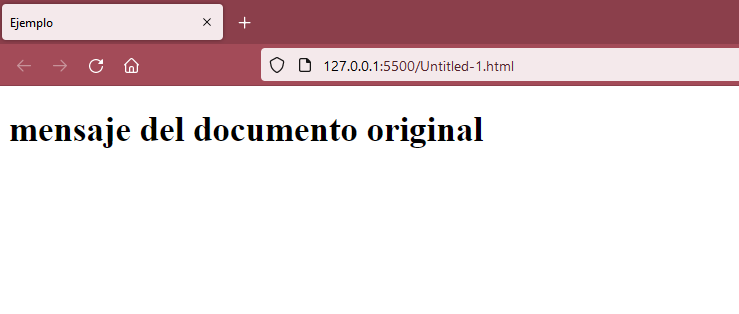 Ejemplo
127.0.0.1:5500/Untitled-1.html
mensaje del documento original